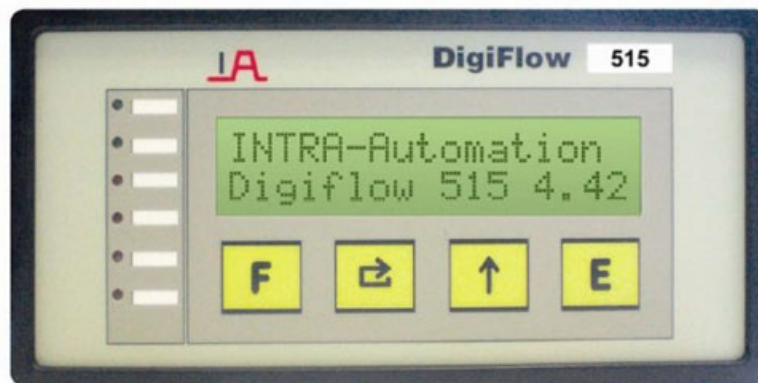 IA
DigiFlow 515
INTRA-Automation
Digiflow 515 4.42
F
E